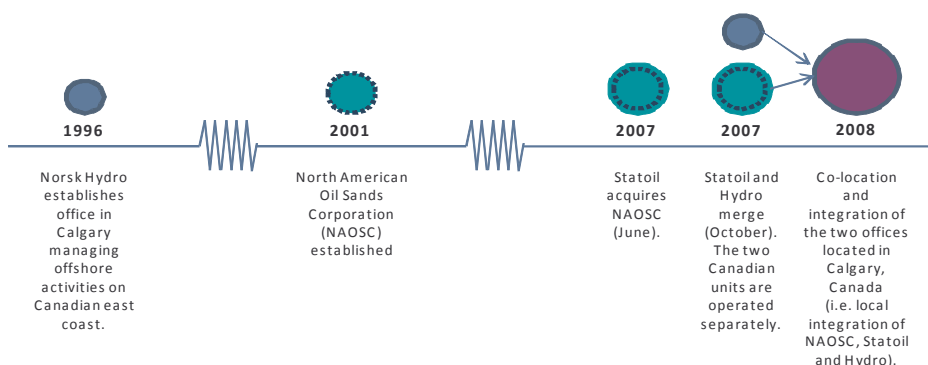 1996
Norsk Hydro
establishes
office in
Calgary
managing
offshore
activities on
Canadian east
coast.
2001
North American
Oil Sands
Corporation
(NAOSC)
established
2007
Statoil
acquires
NAOSC
(June).
2007
Statoil and
Hydro
merge
(October).
The two
Canadian
units are
operated
separately.
2008
Co-location
and
integration of
the two offices
located in
Calgary,
Canada
(i.e. local
integration of
NAOSC, Statoil
and Hydro).